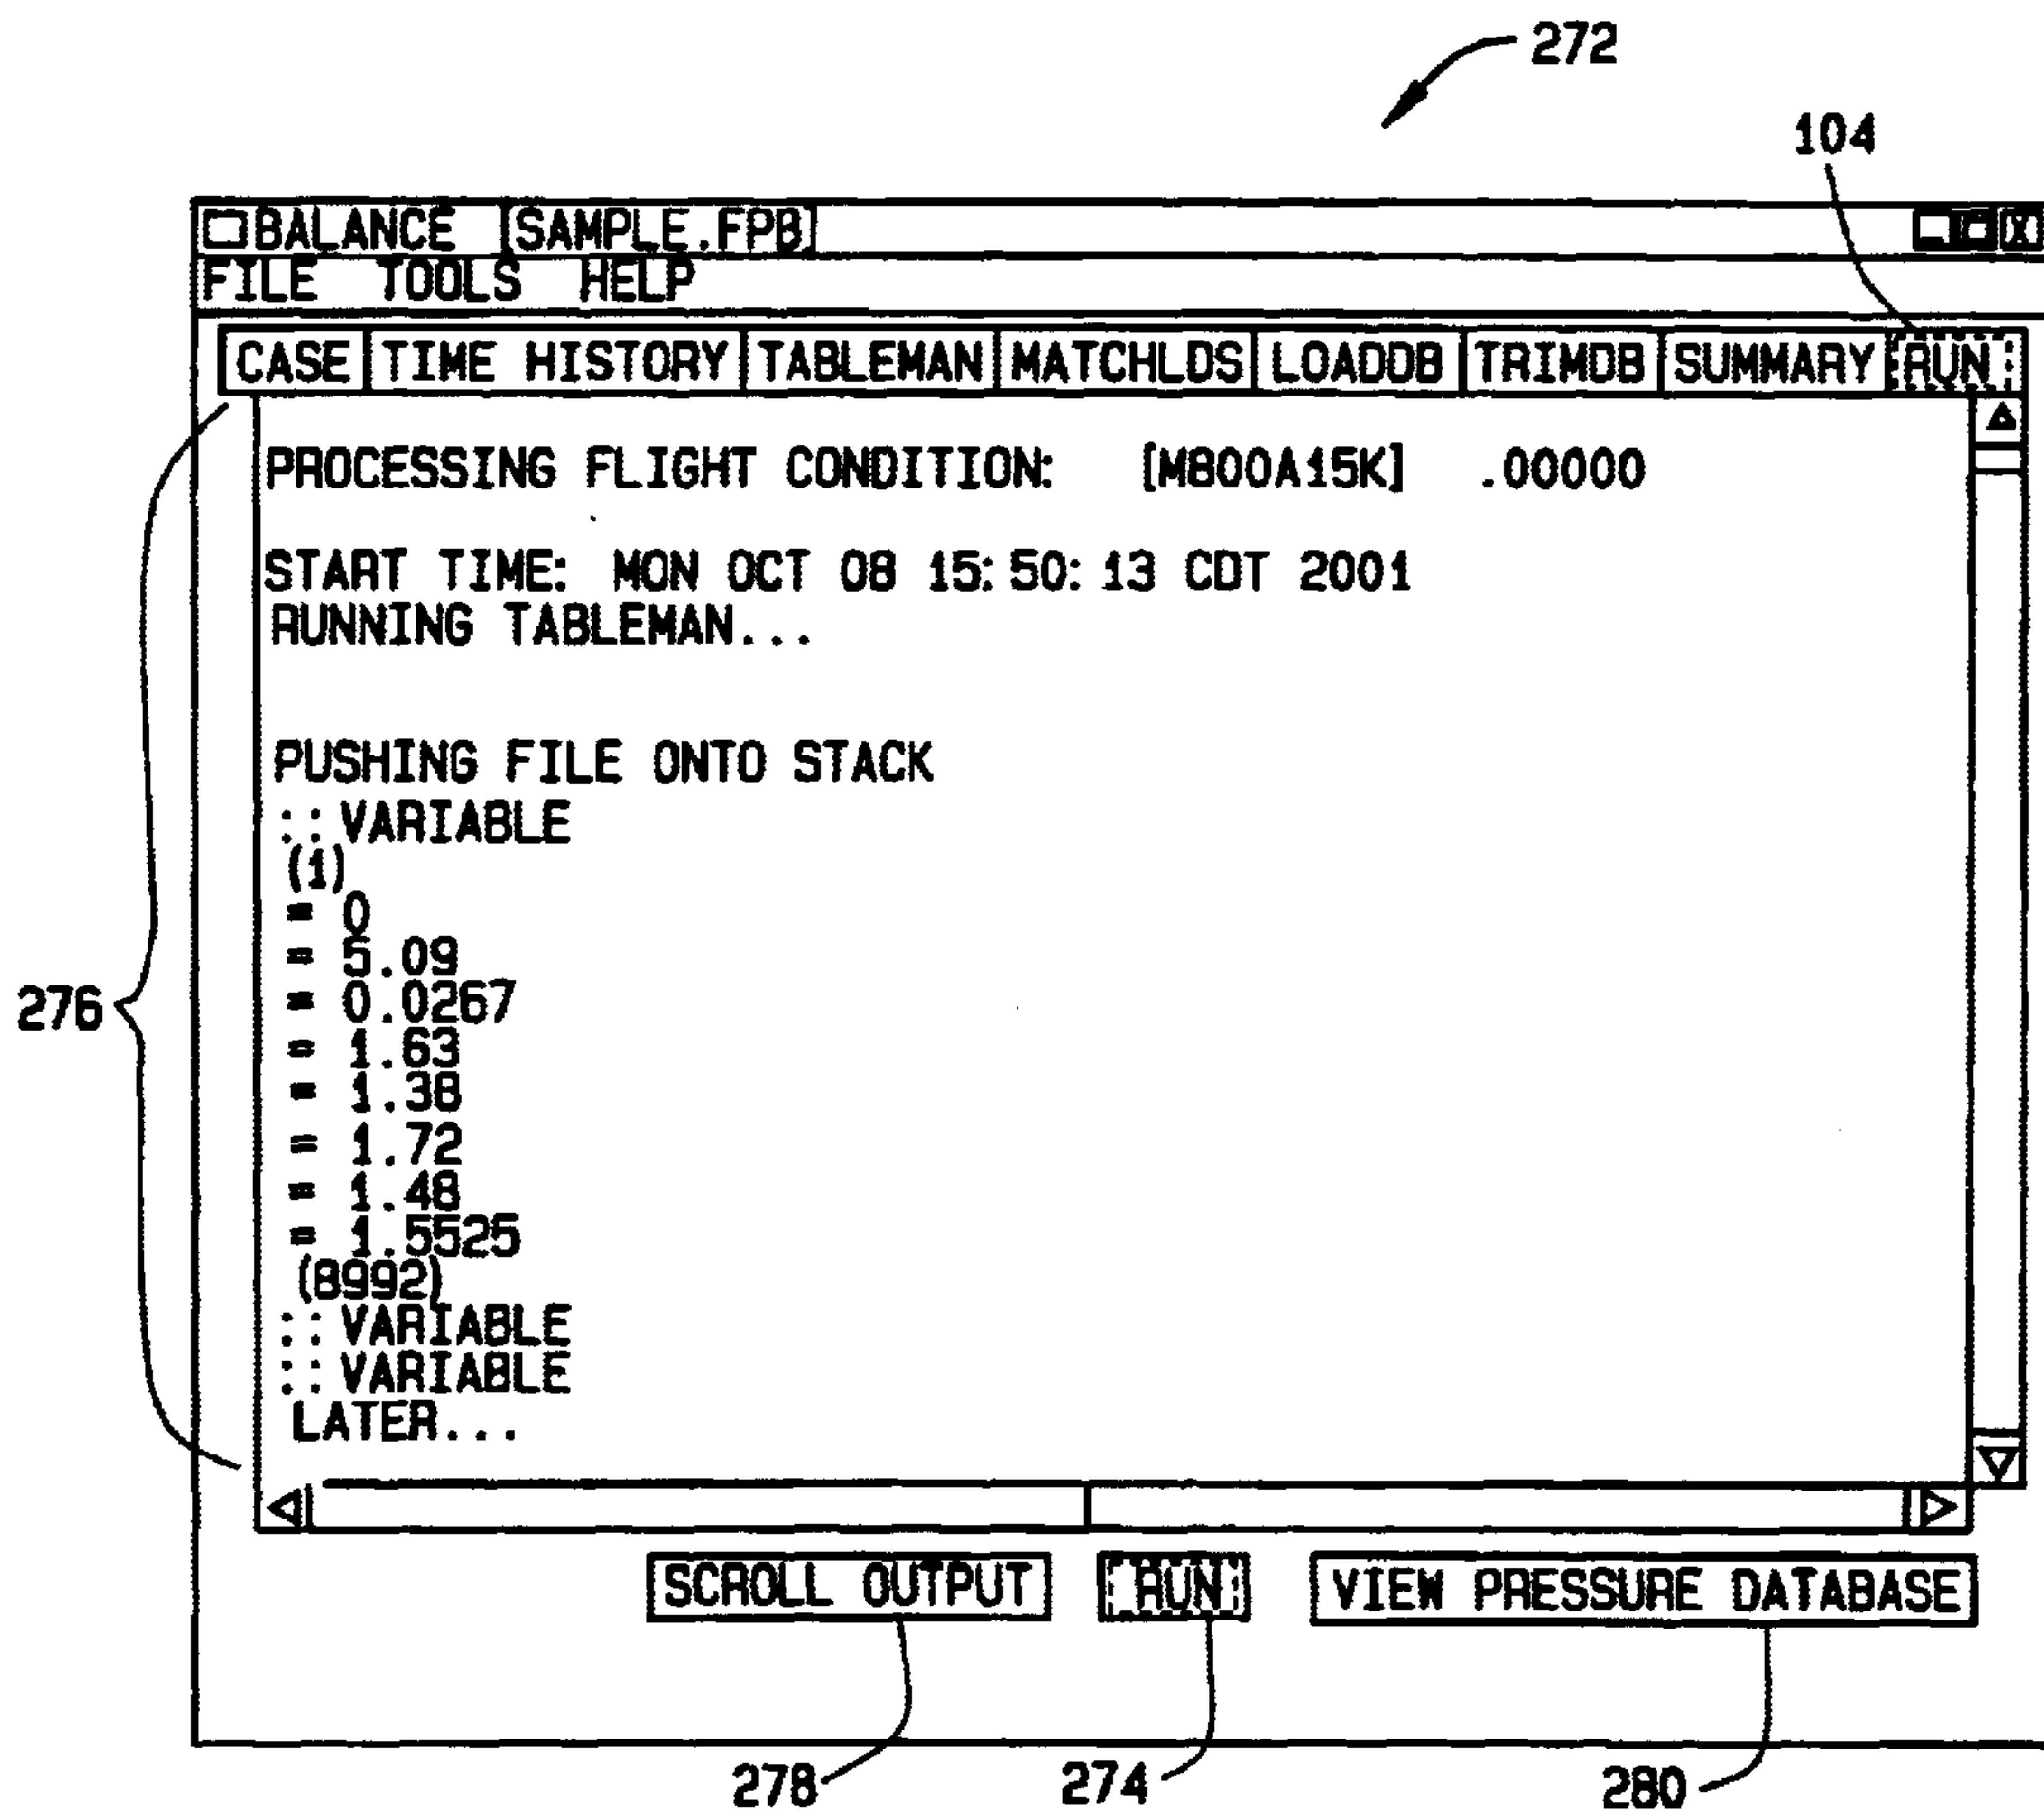 272
104
BALANCE [SAMPLE.FPB]
FILE TOOLS HELP
CASE TIME HISTORY TABLEMAN MATCHLDS LOADDB TRIMDB SUMMARY RUN
PROCESSING FLIGHT CONDITION: [M800A15K] .00000
START TIME: MON OCT 08 15:50:13 CDT 2001
RUNNING TABLEMAN...
PUSHING FILE ONTO STACK
::VARIABLE
(1)
= 0
= 5.09
= 0.0267
= 1.63
= 1.38
= 1.72
= 1.48
= 1.5525
(8992)
::VARIABLE
::VARIABLE
LATER...
276
SCROLL OUTPUT RUN VIEW PRESSURE DATABASE
278 274 280